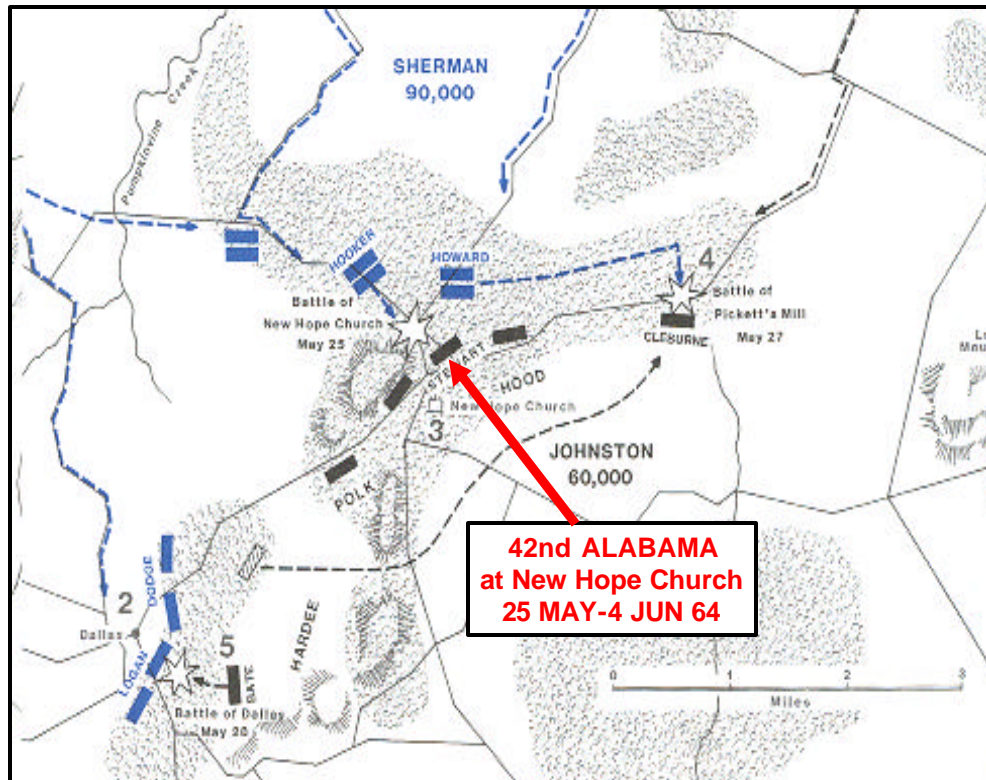 SHERMAN
90,000
Pumpkinvine Creek
HOOKER
HOWARD
4
Battle of
New Hope Church
May 25
Battle of
Pickett's Mill
May 27
CLEBURNE
STEWART
HOOD
New Hope Church
3
JOHNSTON
60,000
POLK
42nd ALABAMA
at New Hope Church
25 MAY-4 JUN 64
DODGE
2
Dallas
LOGAN
5
BATE
HARDEE
Battle of Dallas
May 28
0
1
2
3
Miles